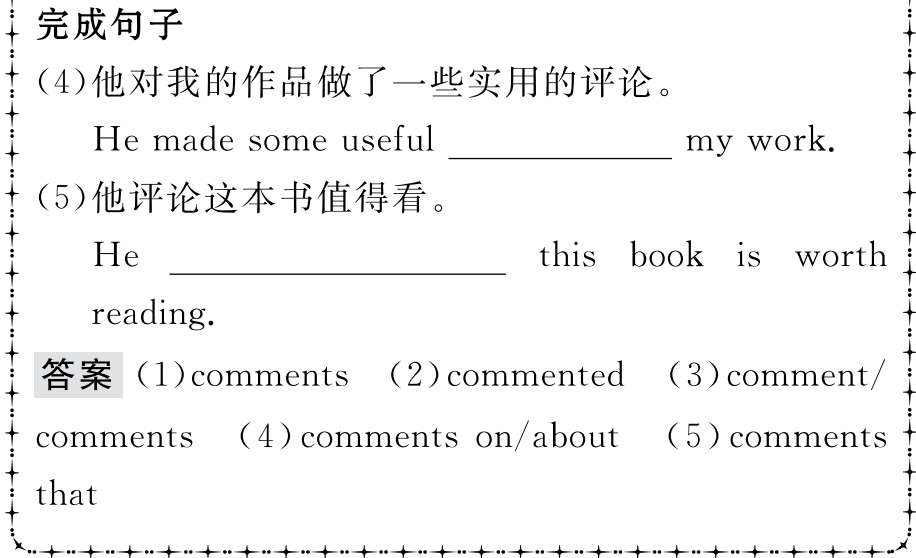 完成句子
(4)他对我的作品做了一些实用的评论。
He made some useful ____________ my work.
(5)他评论这本书值得看。
He __________________ this book is worth
reading.
答案 (1)comments (2)commented (3)comment/
comments (4)comments on/about (5)comments
that